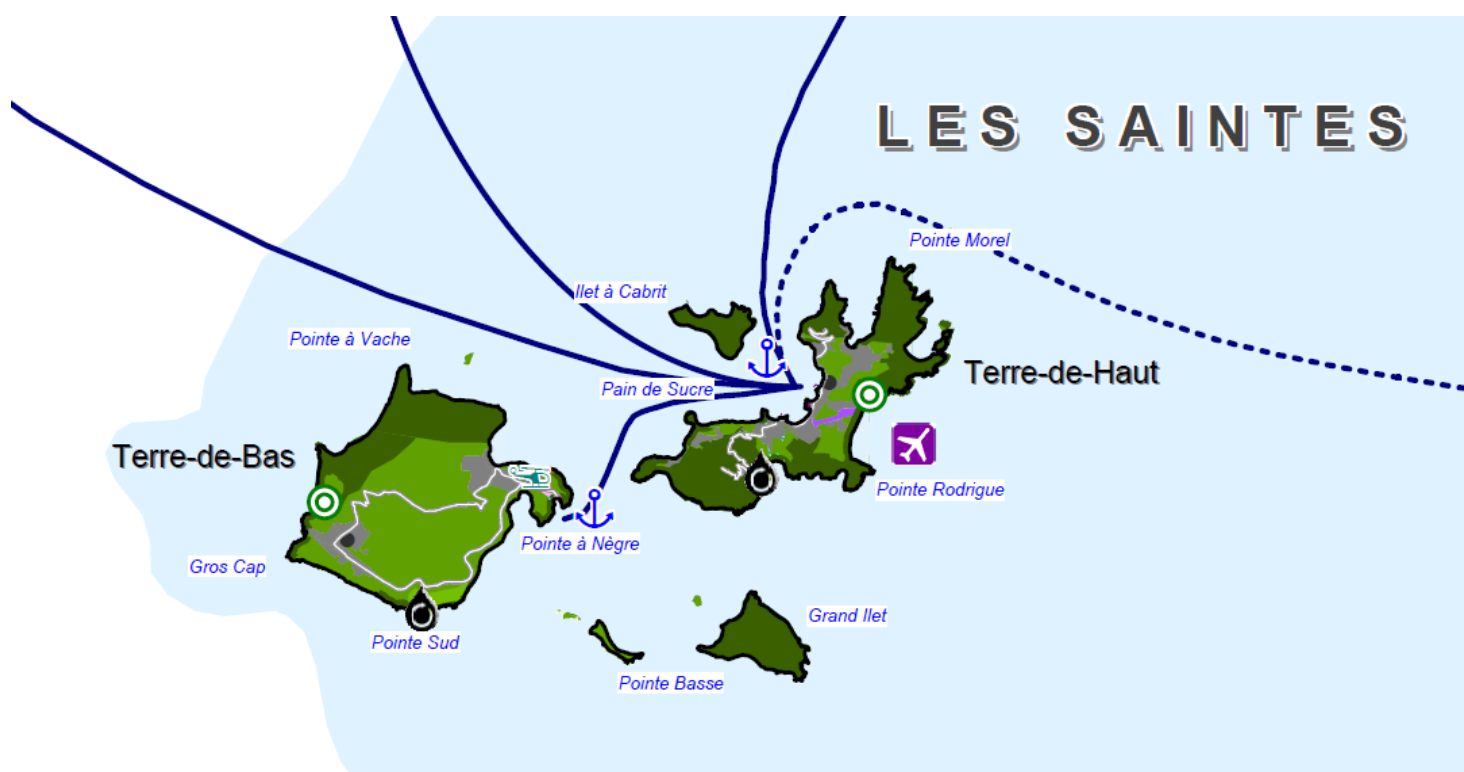 LES SAINTES
Pointe Morel
Ilet à Cabrit
Pointe à Vache
Terre-de-Haut
Pain de Sucre
Terre-de-Bas
Pointe Rodrigue
Pointe à Nègre
Gros Cap
Grand Ilet
Pointe Sud
Pointe Basse